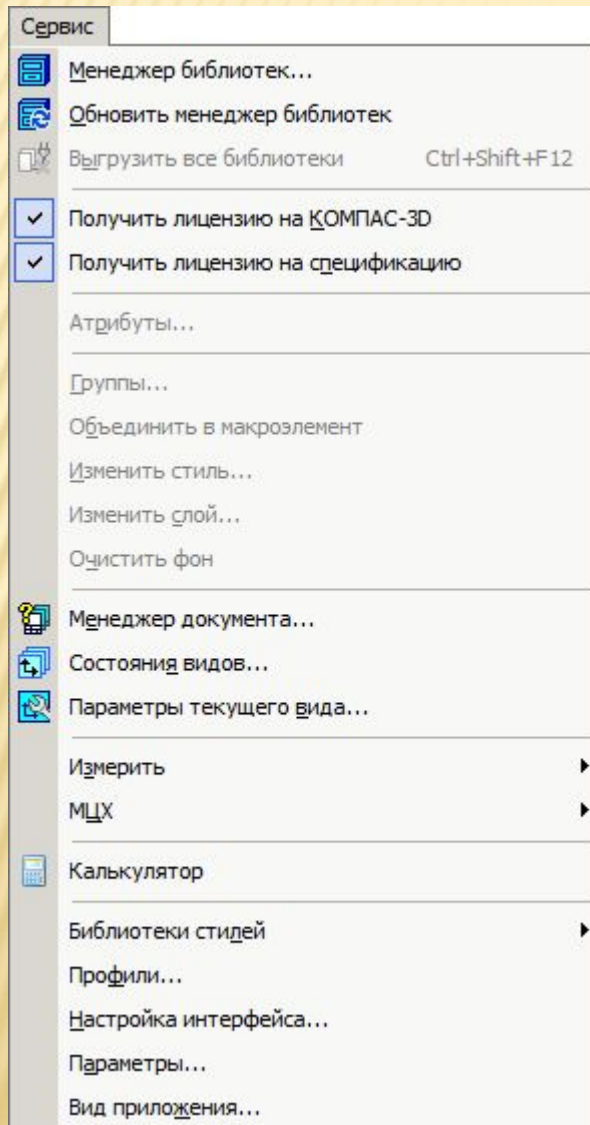 Сервис
Менеджер библиотек...
Обновить менеджер библиотек
Выгрузить все библиотеки Ctrl+Shift+F12
Получить лицензию на КОМПАС-3D
Получить лицензию на спецификацию
Атрибуты...
Группы...
Объединить в макроэлемент
Изменить стиль...
Изменить слой...
Очистить фон
Менеджер документа...
Состояния видов...
Параметры текущего вида...
Измерить
МЦХ
Калькулятор
Библиотеки стилей
Профили...
Настройка интерфейса...
Параметры...
Вид приложения...